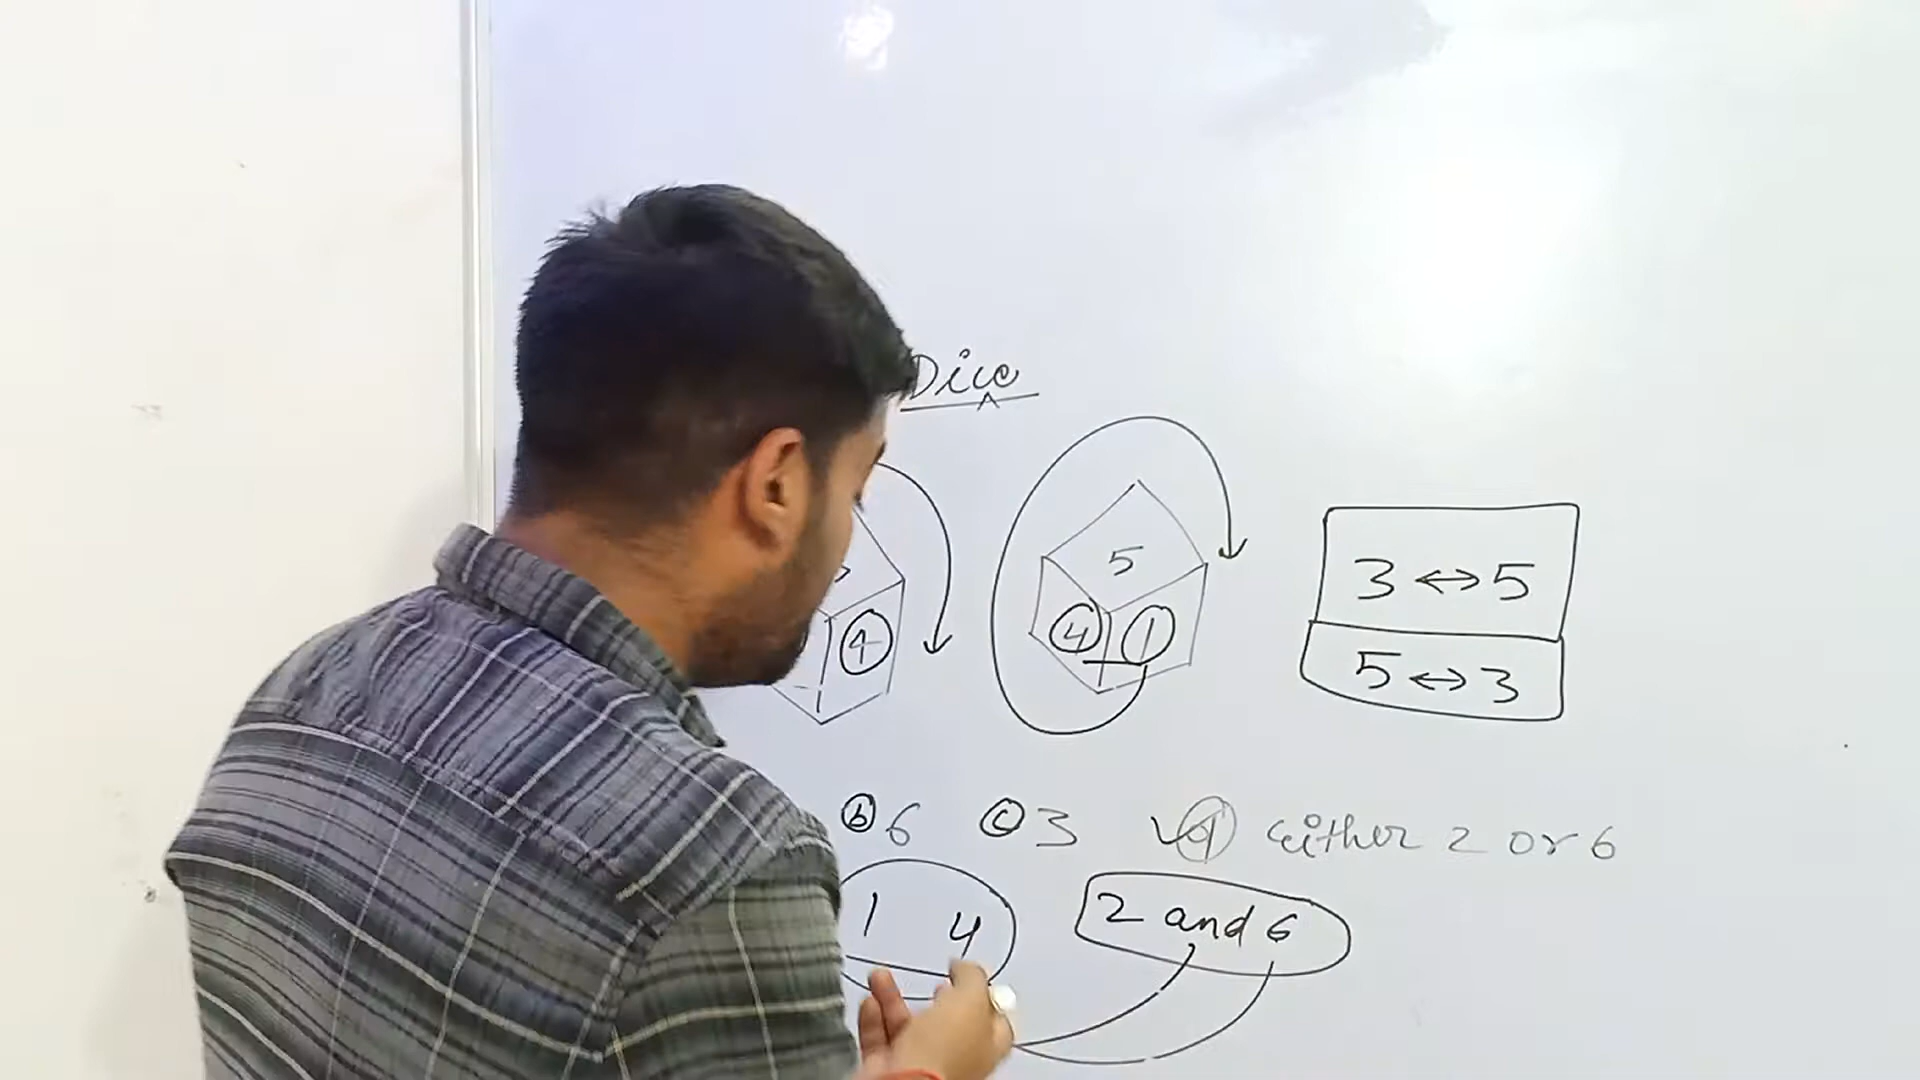 Dice
5
4
4 1
3 ↔ 5
5 ↔ 3
b 6 c 3 d either 2 or 6
1 4 2 and 6